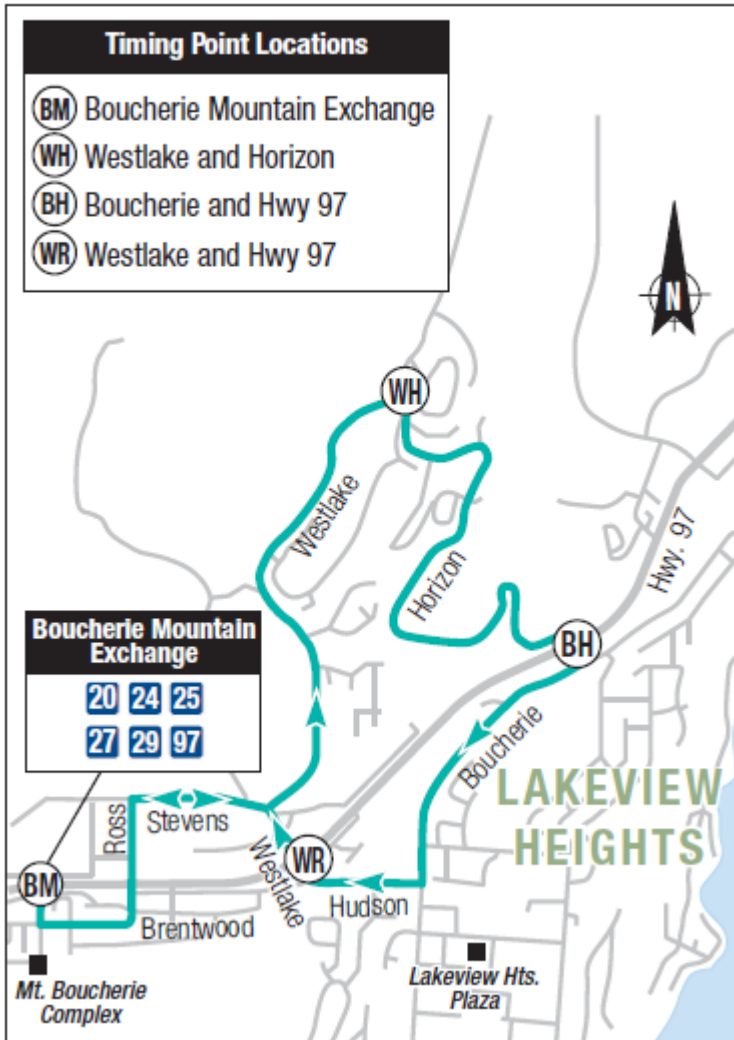 Timing Point Locations
BM Boucherie Mountain Exchange
WH Westlake and Horizon
BH Boucherie and Hwy 97
WR Westlake and Hwy 97
N
WH
Westlake
Horizon
Hwy. 97
BH
Boucherie Mountain
Exchange
20 24 25
27 29 97
Boucherie
LAKEVIEW
HEIGHTS
Ross
Stevens
Westlake
WR
BM
Hudson
Brentwood
Mt. Boucherie
Complex
Lakeview Hts.
Plaza